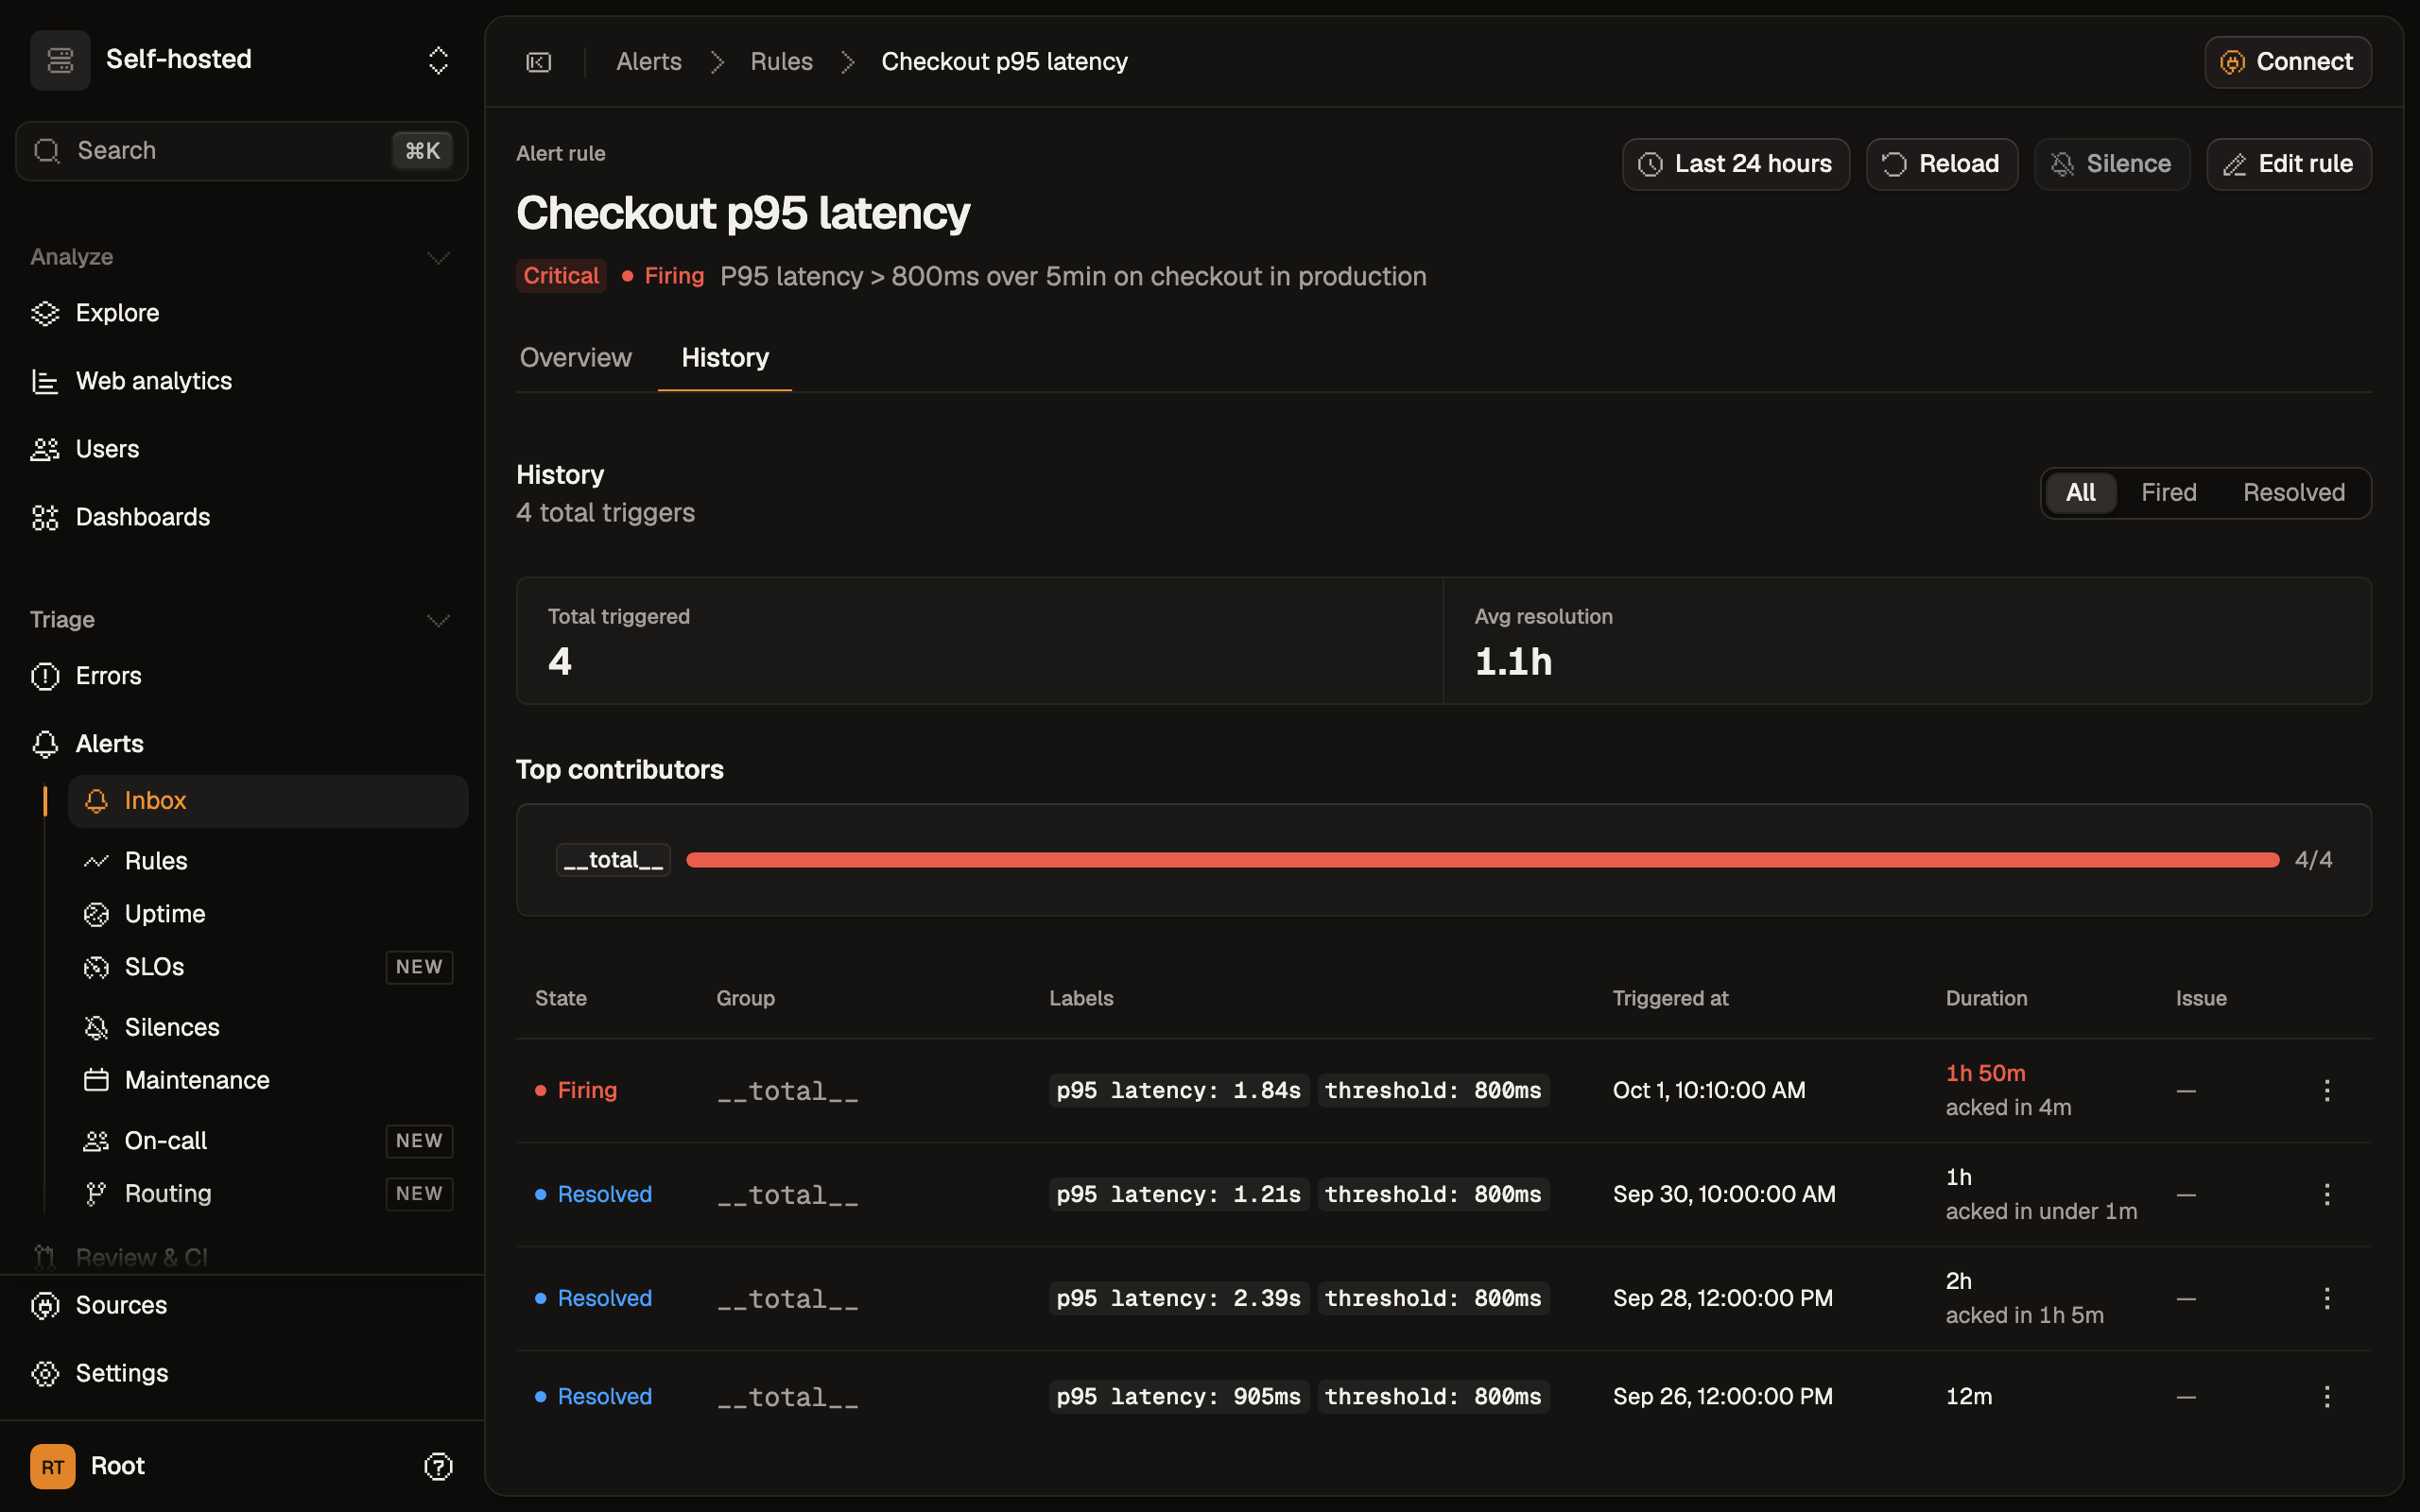 Self-hosted
Search ⌘K
Analyze
Explore
Web analytics
Users
Dashboards
Triage
Errors
Alerts
Inbox
Rules
Uptime
SLOs NEW
Silences
Maintenance
On-call NEW
Routing NEW
Review & CI
Sources
Settings
RT Root
Alerts Rules Checkout p95 latency
Connect
Alert rule
Last 24 hours Reload Silence Edit rule
Checkout p95 latency
Critical Firing P95 latency > 800ms over 5min on checkout in production
Overview History
History
4 total triggers
All Fired Resolved
Total triggered
4
Avg resolution
1.1h
Top contributors
__total__ 4/4
State Group Labels Triggered at Duration Issue
Firing __total__ p95 latency: 1.84s threshold: 800ms Oct 1, 10:10:00 AM 1h 50m —
acked in 4m
Resolved __total__ p95 latency: 1.21s threshold: 800ms Sep 30, 10:00:00 AM 1h —
acked in under 1m
Resolved __total__ p95 latency: 2.39s threshold: 800ms Sep 28, 12:00:00 PM 2h —
acked in 1h 5m
Resolved __total__ p95 latency: 905ms threshold: 800ms Sep 26, 12:00:00 PM 12m —